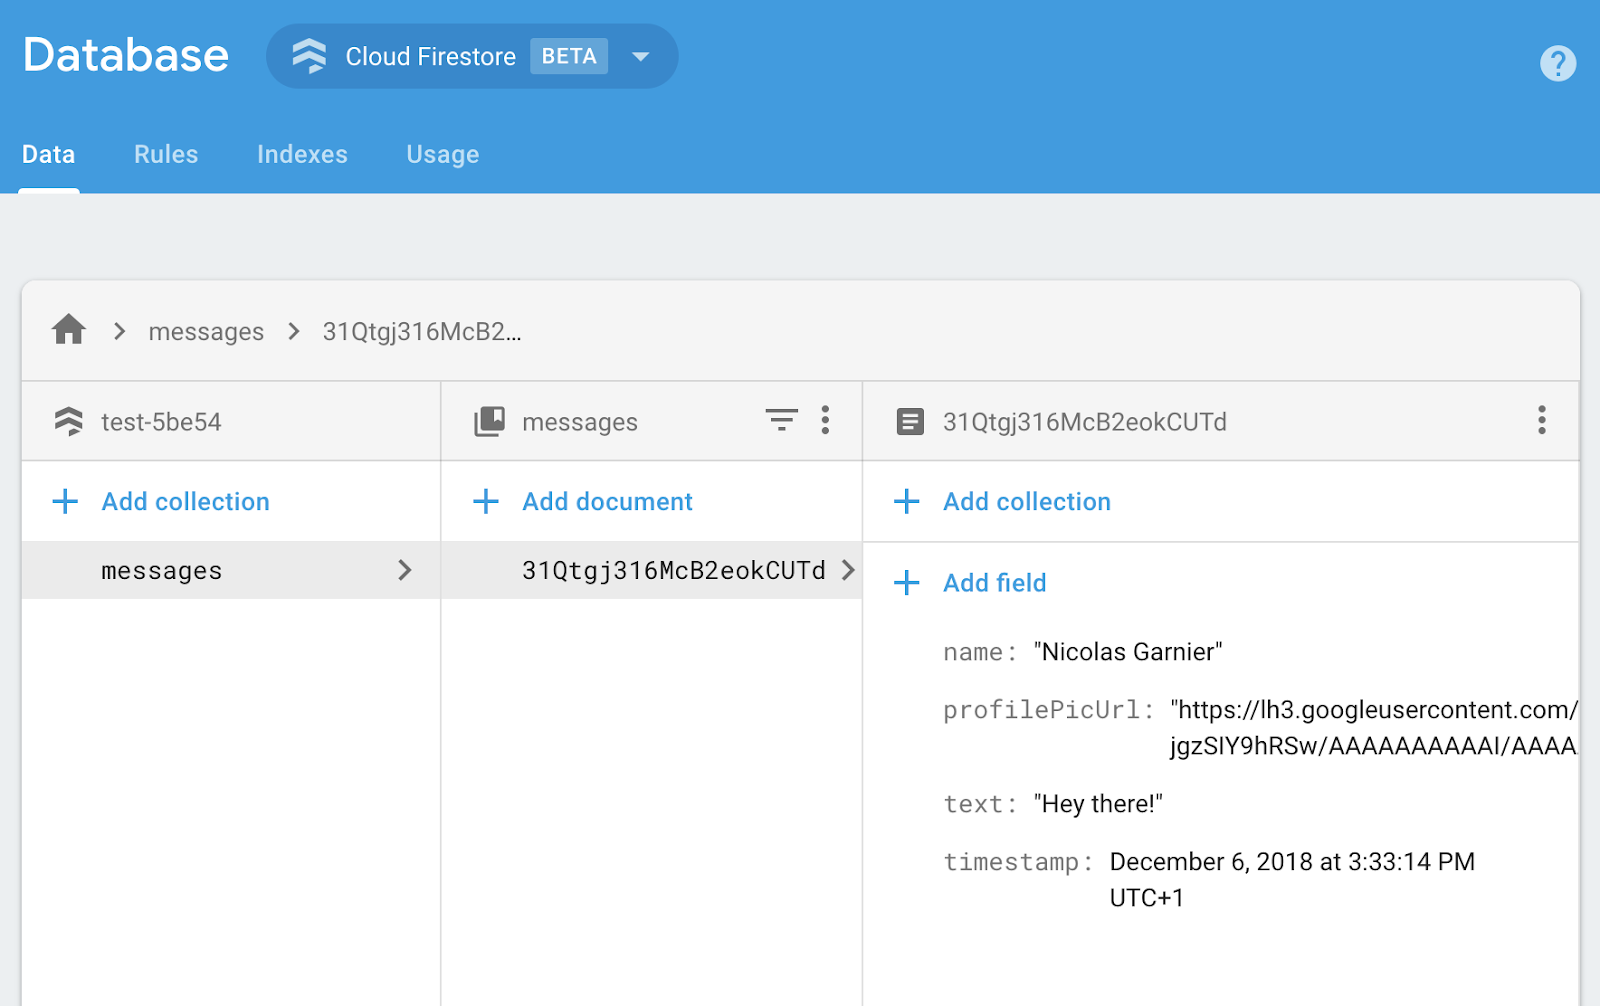 Database
Cloud Firestore BETA
?
Data Rules Indexes Usage
messages 31Qtgj316McB2...
test-5be54
messages
31Qtgj316McB2eokCUTd
Add collection
Add document
Add collection
messages
31Qtgj316McB2eokCUTd
Add field
name: "Nicolas Garnier"
profilePicUrl: "https://lh3.googleusercontent.com/
jgzSIY9hRSw/AAAAAAAAAAI/AAAA
text: "Hey there!"
timestamp: December 6, 2018 at 3:33:14 PM
UTC+1